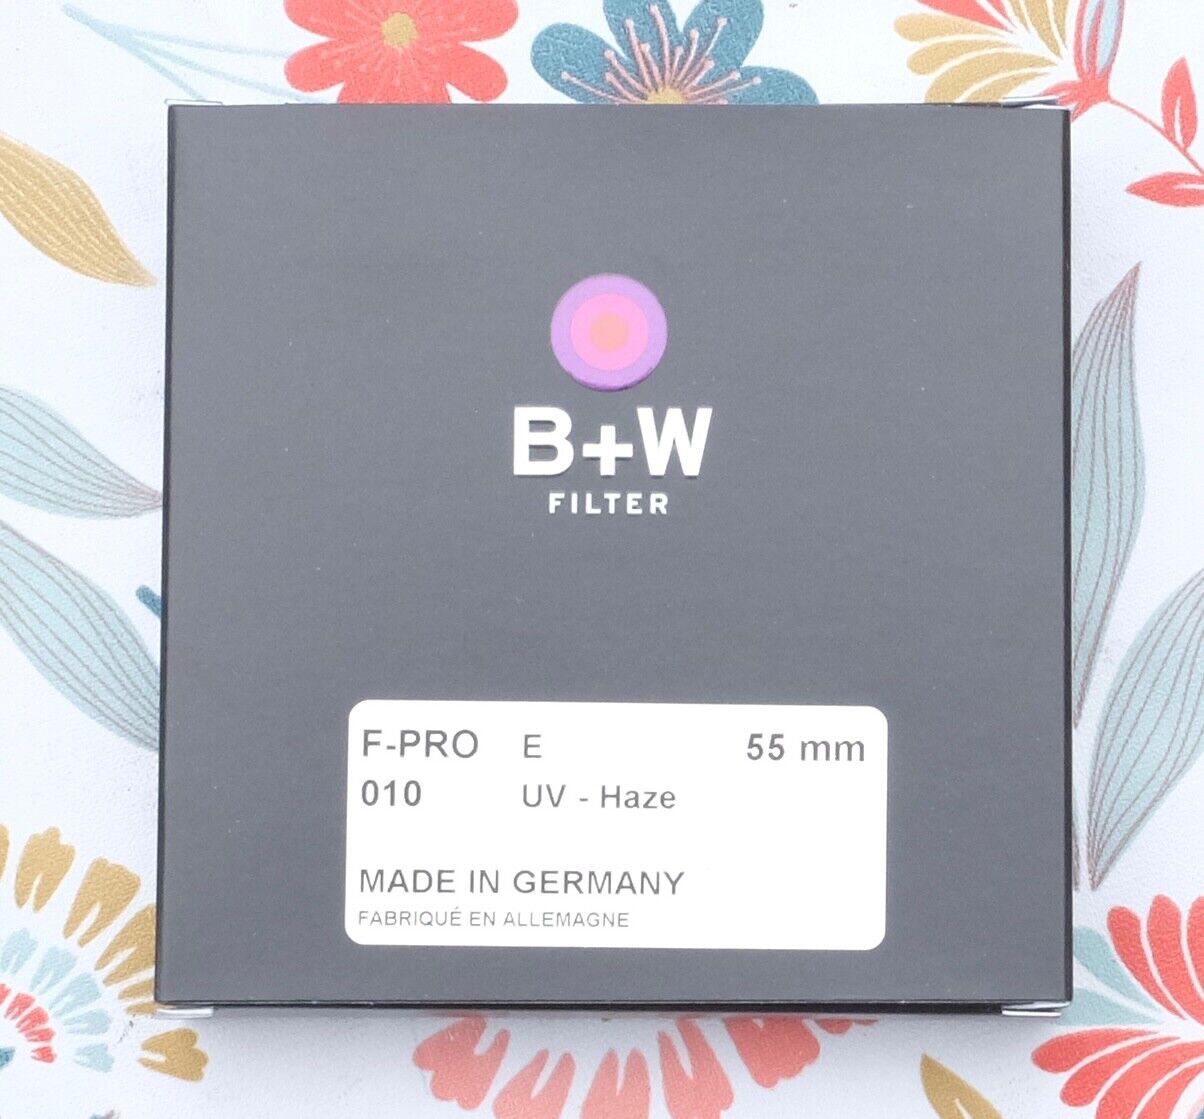 B+W
FILTER
F-PRO E 55 mm
010 UV - Haze
MADE IN GERMANY
FABRIQUÉ EN ALLEMAGNE